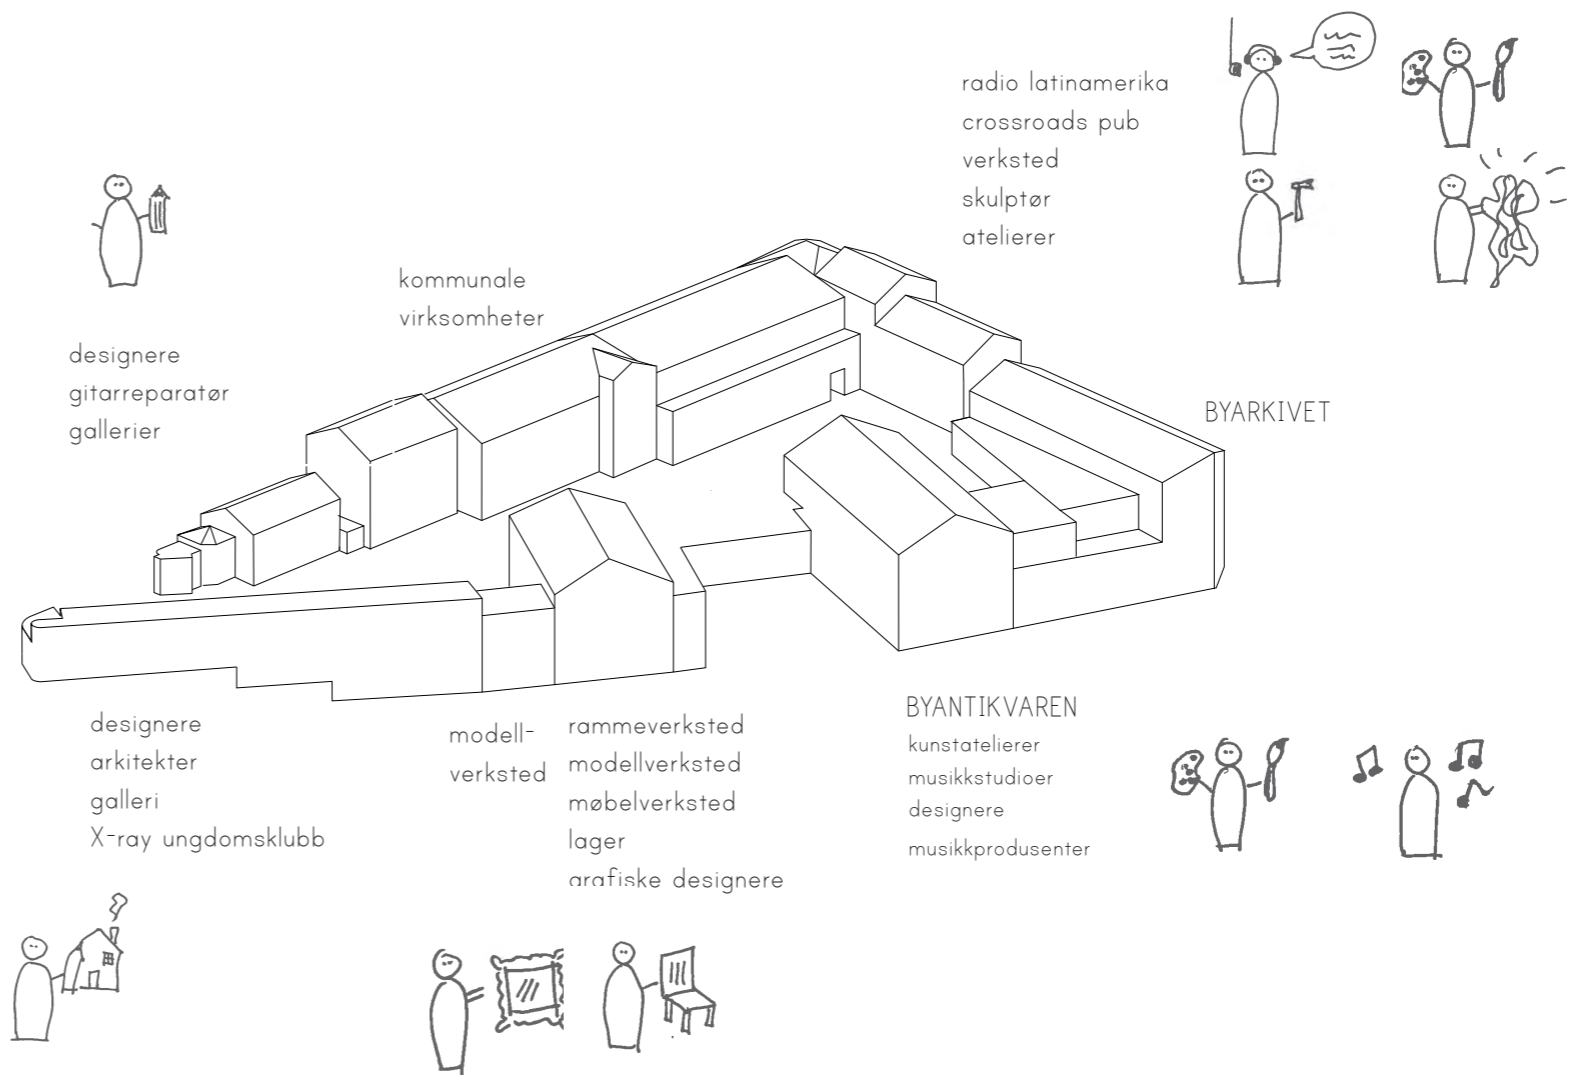 radio latinamerika
crossroads pub
verksted
skulptør
atelierer
kommunale
virksomheter
designere
gitarreparatør
gallerier
BYARKIVET
designere
arkitekter
galleri
X-ray ungdomsklubb
modell-
verksted
rammeverksted
modellverksted
møbelverksted
lager
grafiske designere
BYANTIKVAREN
kunstatelierer
musikkstudioer
designere
musikkprodusenter